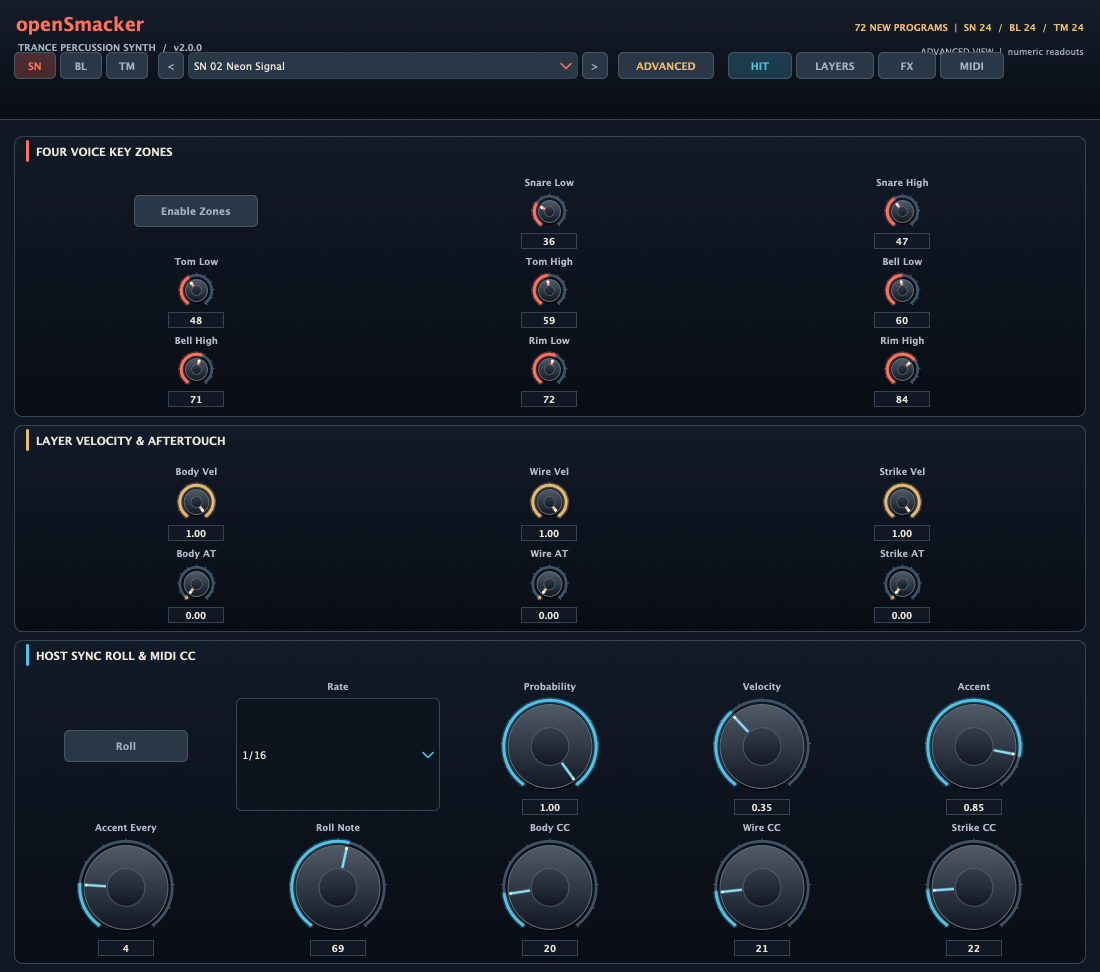 openSmacker
72 NEW PROGRAMS | SN 24 / BL 24 / TM 24
TRANCE PERCUSSION SYNTH / v2.0.0
ADVANCED VIEW | numeric readouts
SN BL TM < SN 02 Neon Signal > ADVANCED HIT LAYERS FX MIDI
FOUR VOICE KEY ZONES
Snare Low Snare High
Enable Zones
36 47
Tom Low Tom High Bell Low
48 59 60
Bell High Rim Low Rim High
71 72 84
LAYER VELOCITY & AFTERTOUCH
Body Vel Wire Vel Strike Vel
1.00 1.00 1.00
Body AT Wire AT Strike AT
0.00 0.00 0.00
HOST SYNC ROLL & MIDI CC
Rate Probability Velocity Accent
Roll
1/16
1.00 0.35 0.85
Accent Every Roll Note Body CC Wire CC Strike CC
4 69 20 21 22